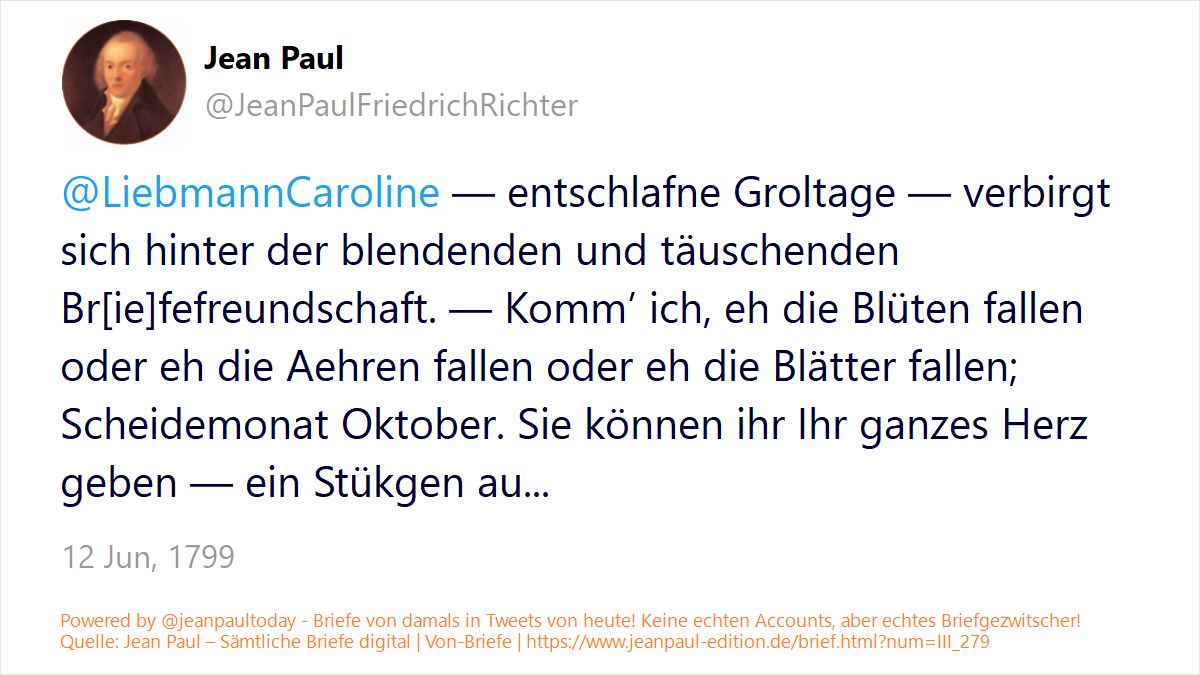 Jean Paul
@JeanPaulFriedrichRichter
@LiebmannCaroline — entschlafne Groltage — verbirgt
sich hinter der blendenden und täuschenden
Br[ie]fefreundschaft. — Komm’ ich, eh die Blüten fallen
oder eh die Aehren fallen oder eh die Blätter fallen;
Scheidemonat Oktober. Sie können ihr Ihr ganzes Herz
geben — ein Stükgen au...
12 Jun, 1799
Powered by @jeanpaultoday - Briefe von damals in Tweets von heute! Keine echten Accounts, aber echtes Briefgezwitscher!
Quelle: Jean Paul – Sämtliche Briefe digital | Von-Briefe | https://www.jeanpaul-edition.de/brief.html?num=III_279